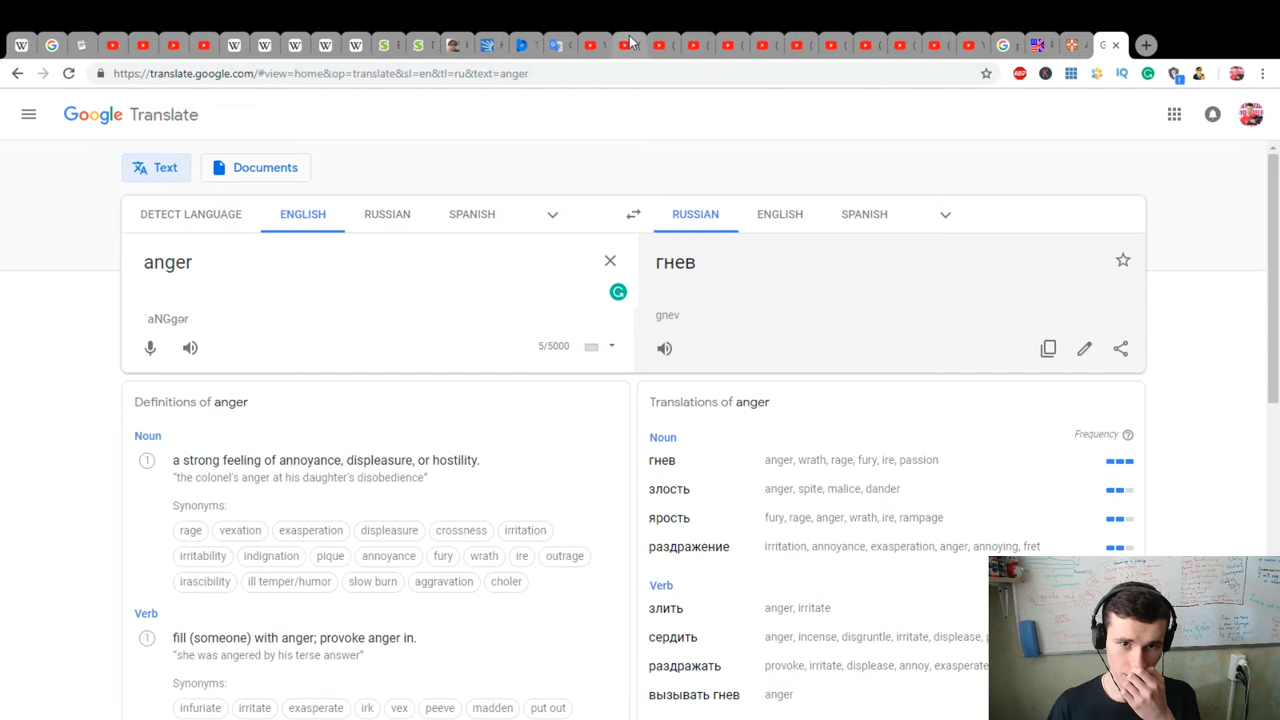 https://translate.google.com/#view=home&op=translate&sl=en&tl=ru&text=anger
Google Translate
Text
Documents
DETECT LANGUAGE ENGLISH RUSSIAN SPANISH
RUSSIAN ENGLISH SPANISH
anger
гнев
ˈaNGgər
gnev
5/5000
Definitions of anger
Noun
1 a strong feeling of annoyance, displeasure, or hostility.
"the colonel's anger at his daughter's disobedience"
Synonyms:
rage vexation exasperation displeasure crossness irritation
irritability indignation pique annoyance fury wrath ire outrage
irascibility ill temper/humor slow burn aggravation choler
Verb
1 fill (someone) with anger; provoke anger in.
"she was angered by his terse answer"
Synonyms:
infuriate irritate exasperate irk vex peeve madden put out
Translations of anger
Noun Frequency
гнев anger, wrath, rage, fury, ire, passion
злость anger, spite, malice, dander
ярость fury, rage, anger, wrath, ire, rampage
раздражение irritation, annoyance, exasperation, anger, annoying, fret
Verb
злить anger, irritate
сердить anger, incense, disgruntle, irritate, displease,
раздражать provoke, irritate, displease, annoy, exasperate
вызывать гнев anger